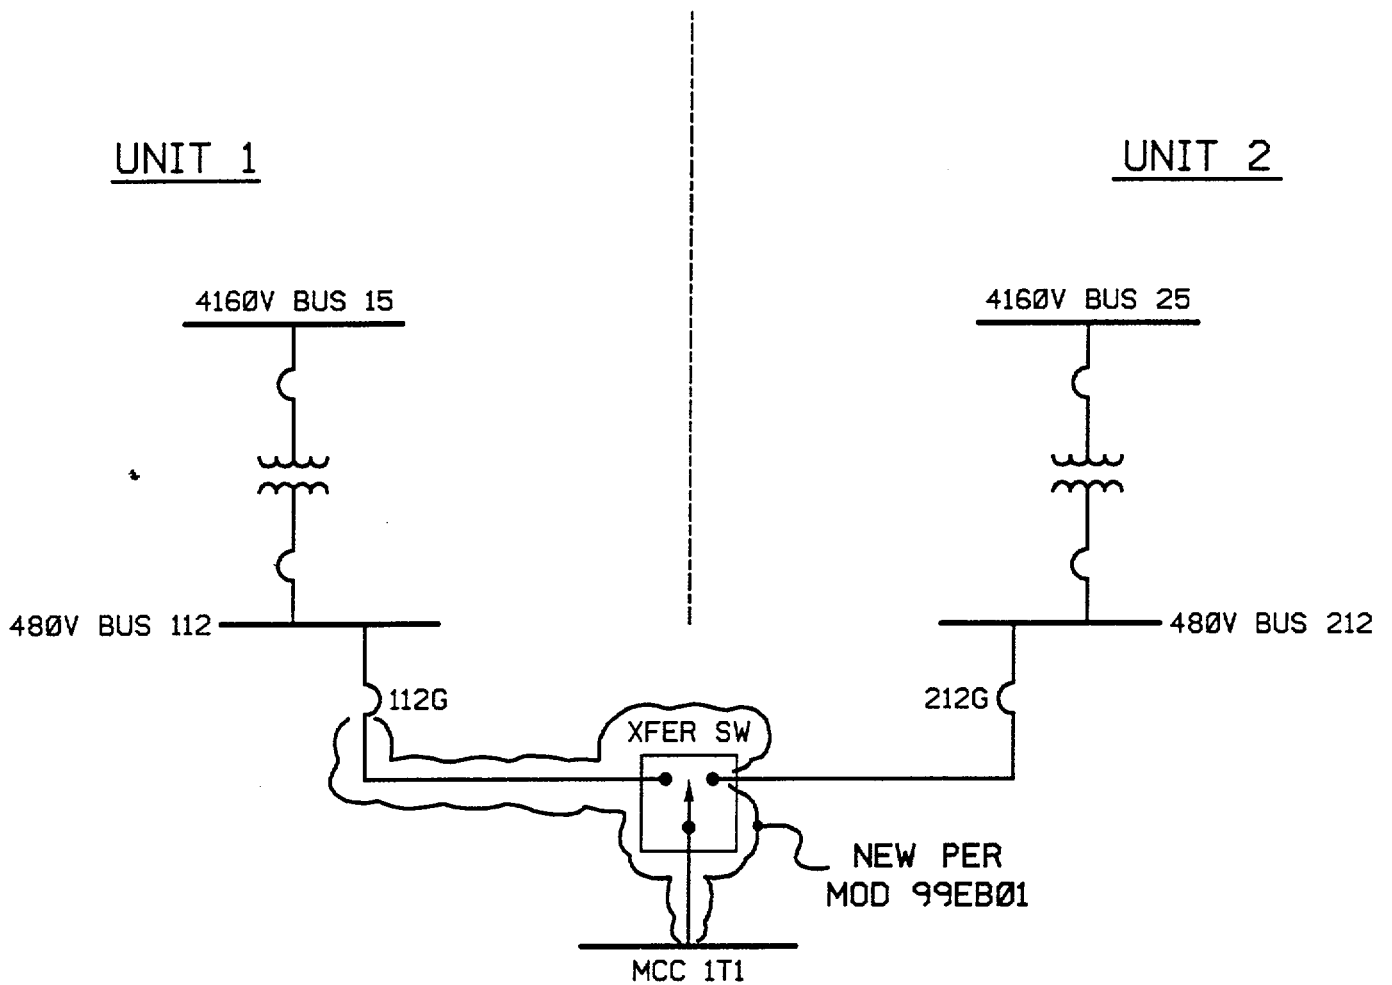 UNIT 1
UNIT 2
4160V BUS 15
4160V BUS 25
480V BUS 112
480V BUS 212
112G
212G
XFER SW
NEW PER
MOD 99EB01
MCC 1T1